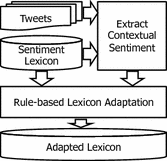 Tweets
Extract
Contextual
Sentiment
Sentiment
Lexicon
Rule-based Lexicon Adaptation
Adapted Lexicon